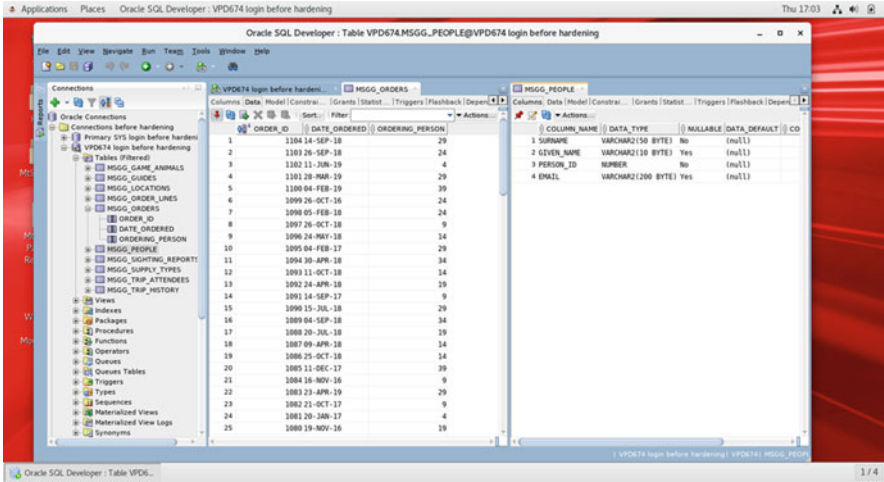 Applications Places Oracle SQL Developer : VPD674 login before hardening Thu 17:03
Oracle SQL Developer : Table VPD674.MSGG_PEOPLE@VPD674 login before hardening
File Edit View Navigate Run Team Tools Window Help
Connections
Reports
Oracle Connections
Connections before hardening
Primary SYS login before hardeni
VPD674 login before hardening
Tables (Filtered)
MSGG_GAME_ANIMALS
MSGG_GUIDES
MSGG_LOCATIONS
MSGG_ORDER_LINES
MSGG_ORDERS
ORDER_ID
DATE_ORDERED
ORDERING_PERSON
MSGG_PEOPLE
MSGG_SIGHTING_REPORTS
MSGG_SUPPLY_TYPES
MSGG_TRIP_ATTENDEES
MSGG_TRIP_HISTORY
Views
Indexes
Packages
Procedures
Functions
Operators
Queues
Queues Tables
Triggers
Types
Sequences
Materialized Views
Materialized View Logs
Synonyms
VPD674 login before hardeni... MSGG_ORDERS
Columns Data Model Constrai... Grants Statist... Triggers Flashback Depen
Sort... Filter: Actions...
ORDER_ID DATE_ORDERED ORDERING_PERSON
1 1104 14-SEP-18 29
2 1103 26-SEP-18 24
3 1102 11-JUN-19 4
4 1101 28-MAR-19 29
5 1100 04-FEB-19 39
6 1099 26-OCT-16 24
7 1098 05-FEB-18 24
8 1097 26-OCT-18 9
9 1096 24-MAY-18 14
10 1095 04-FEB-17 29
11 1094 30-APR-18 34
12 1093 11-OCT-18 14
13 1092 24-APR-18 19
14 1091 14-SEP-17 9
15 1090 15-JUL-18 29
16 1089 04-SEP-18 34
17 1088 20-JUL-18 19
18 1087 09-APR-18 14
19 1086 25-OCT-18 14
20 1085 11-DEC-17 39
21 1084 16-NOV-16 9
22 1083 23-APR-19 29
23 1082 21-OCT-17 9
24 1081 20-JAN-17 4
25 1080 19-NOV-16 19
MSGG_PEOPLE
Columns Data Model Constrai... Grants Statist... Triggers Flashback Depen
Actions...
COLUMN_NAME DATA_TYPE NULLABLE DATA_DEFAULT CO
1 SURNAME VARCHAR2(50 BYTE) No (null)
2 GIVEN_NAME VARCHAR2(10 BYTE) Yes (null)
3 PERSON_ID NUMBER No (null)
4 EMAIL VARCHAR2(200 BYTE) Yes (null)
VPD674 login before hardening VPD674 MSGG_PEOPL
Oracle SQL Developer : Table VPD6... 1 / 4